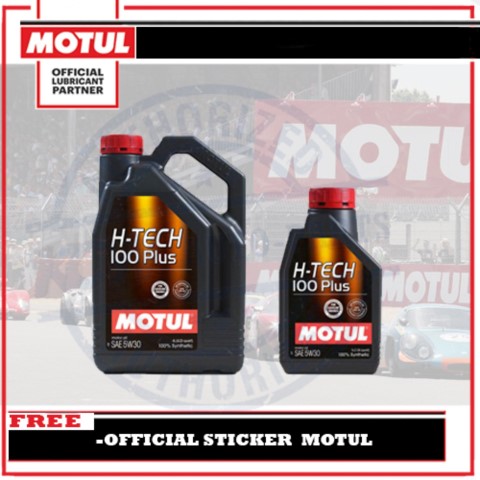 MOTUL
OFFICIAL
LUBRICANT
PARTNER
MOTUL
H-TECH
100 Plus
MOTUL
SAE 5W30
100% Synthetic
H-TECH
100 Plus
MOTUL
SAE 5W30
100% Synthetic
FREE
-OFFICIAL STICKER MOTUL